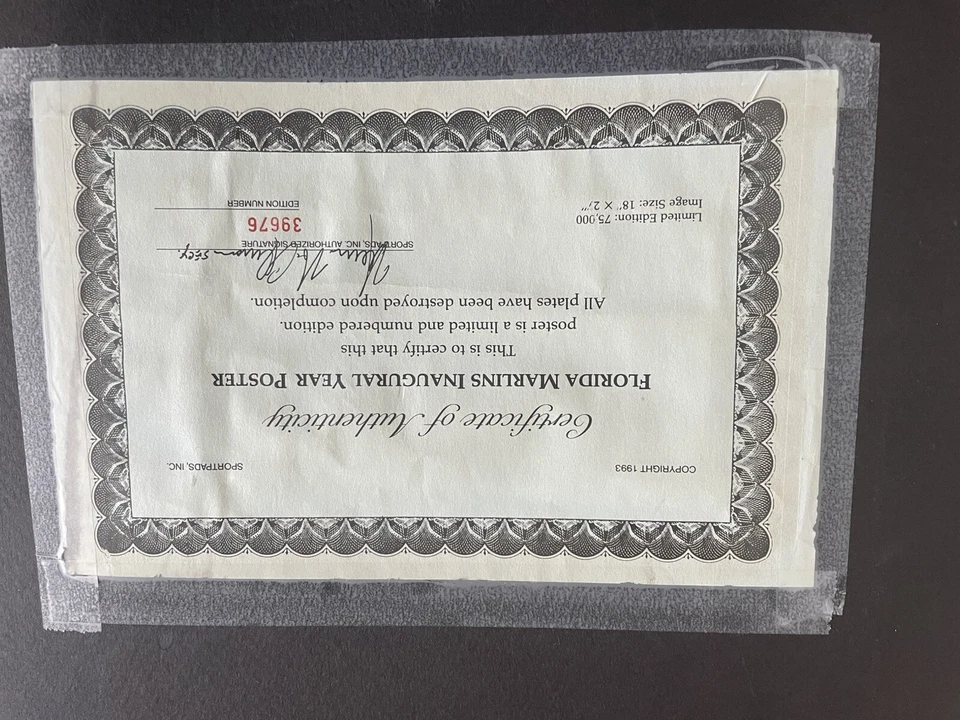 COPYRIGHT 1993 SPORTPADS, INC.
Certificate of Authenticity
FLORIDA MARLINS INAUGURAL YEAR POSTER
This is to certify that this
poster is a limited and numbered edition.
All plates have been destroyed upon completion.
SECY.
SPORTPADS, INC. AUTHORIZED SIGNATURE
Limited Edition: 75,000
39676
Image Size: 18" ×
EDITION NUMBER